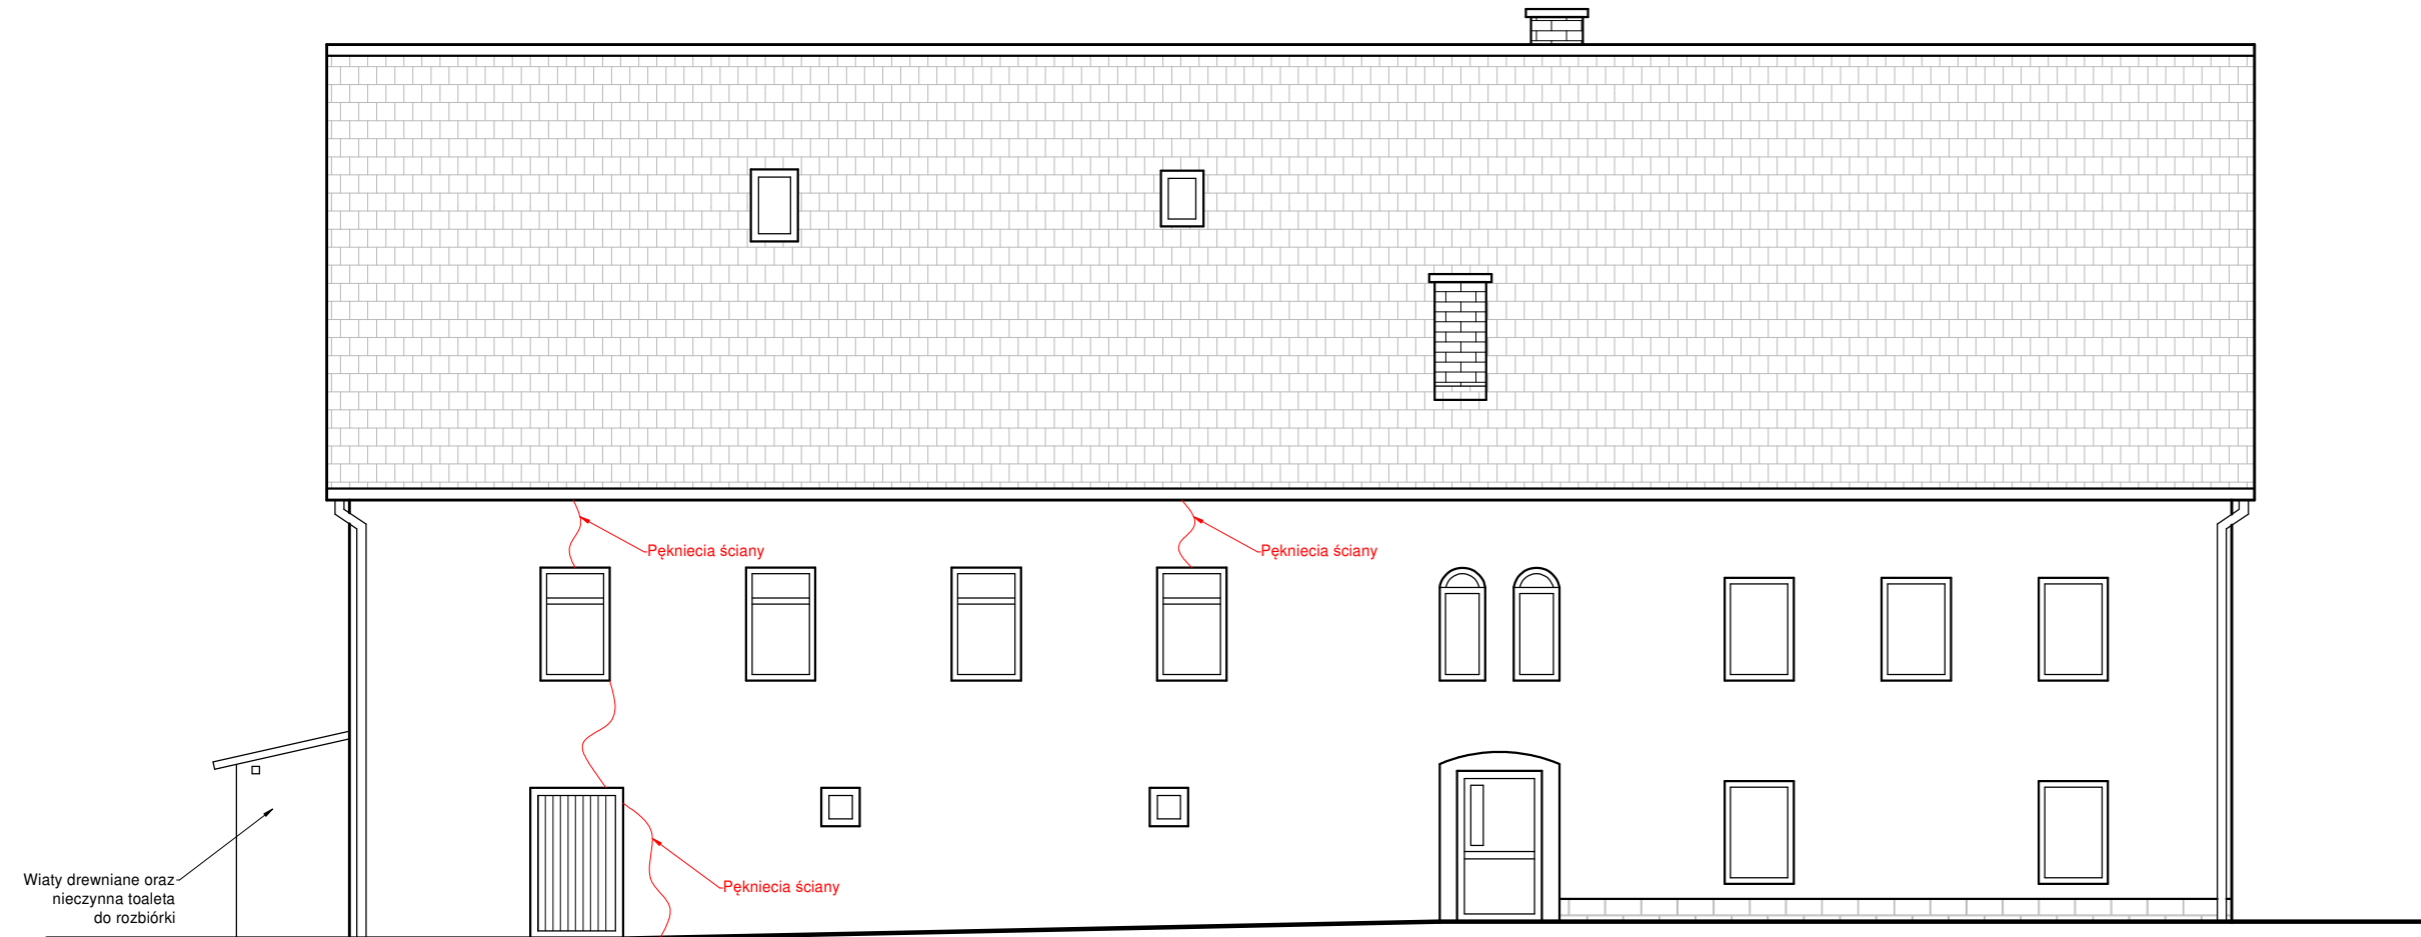 Pękniecia ściany
Pękniecia ściany
Wiaty drewniane oraz
nieczynna toaleta
do rozbiórki
Pękniecia ściany